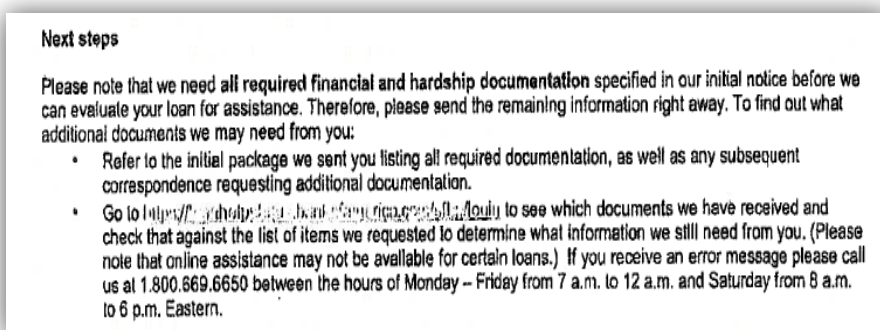 Next steps
Please note that we need all required financial and hardship documentation specified in our initial notice before we
can evaluate your loan for assistance. Therefore, please send the remaining information right away. To find out what
additional documents we may need from you:
• Refer to the initial package we sent you listing all required documentation, as well as any subsequent
correspondence requesting additional documentation.
• Go to to see which documents we have received and
check that against the list of items we requested to determine what information we still need from you. (Please
note that online assistance may not be available for certain loans.) If you receive an error message please call
us at 1.800.669.6650 between the hours of Monday – Friday from 7 a.m. to 12 a.m. and Saturday from 8 a.m.
to 6 p.m. Eastern.